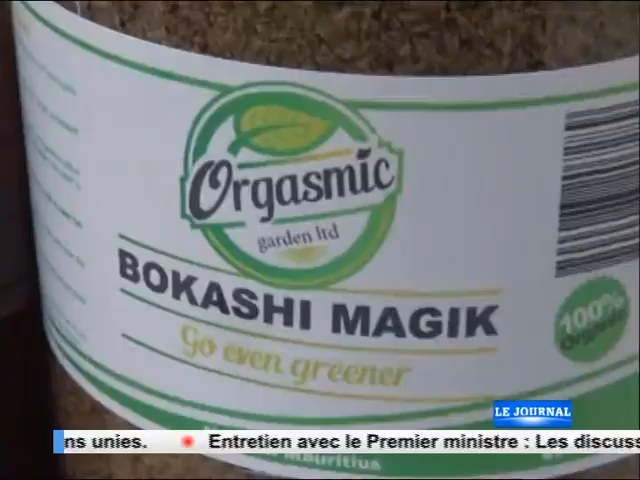 Orgasmic
garden ltd
BOKASHI MAGIK
Go even greener
100%
Organic
Mauritius
LE JOURNAL
ns unies. Entretien avec le Premier ministre : Les discuss